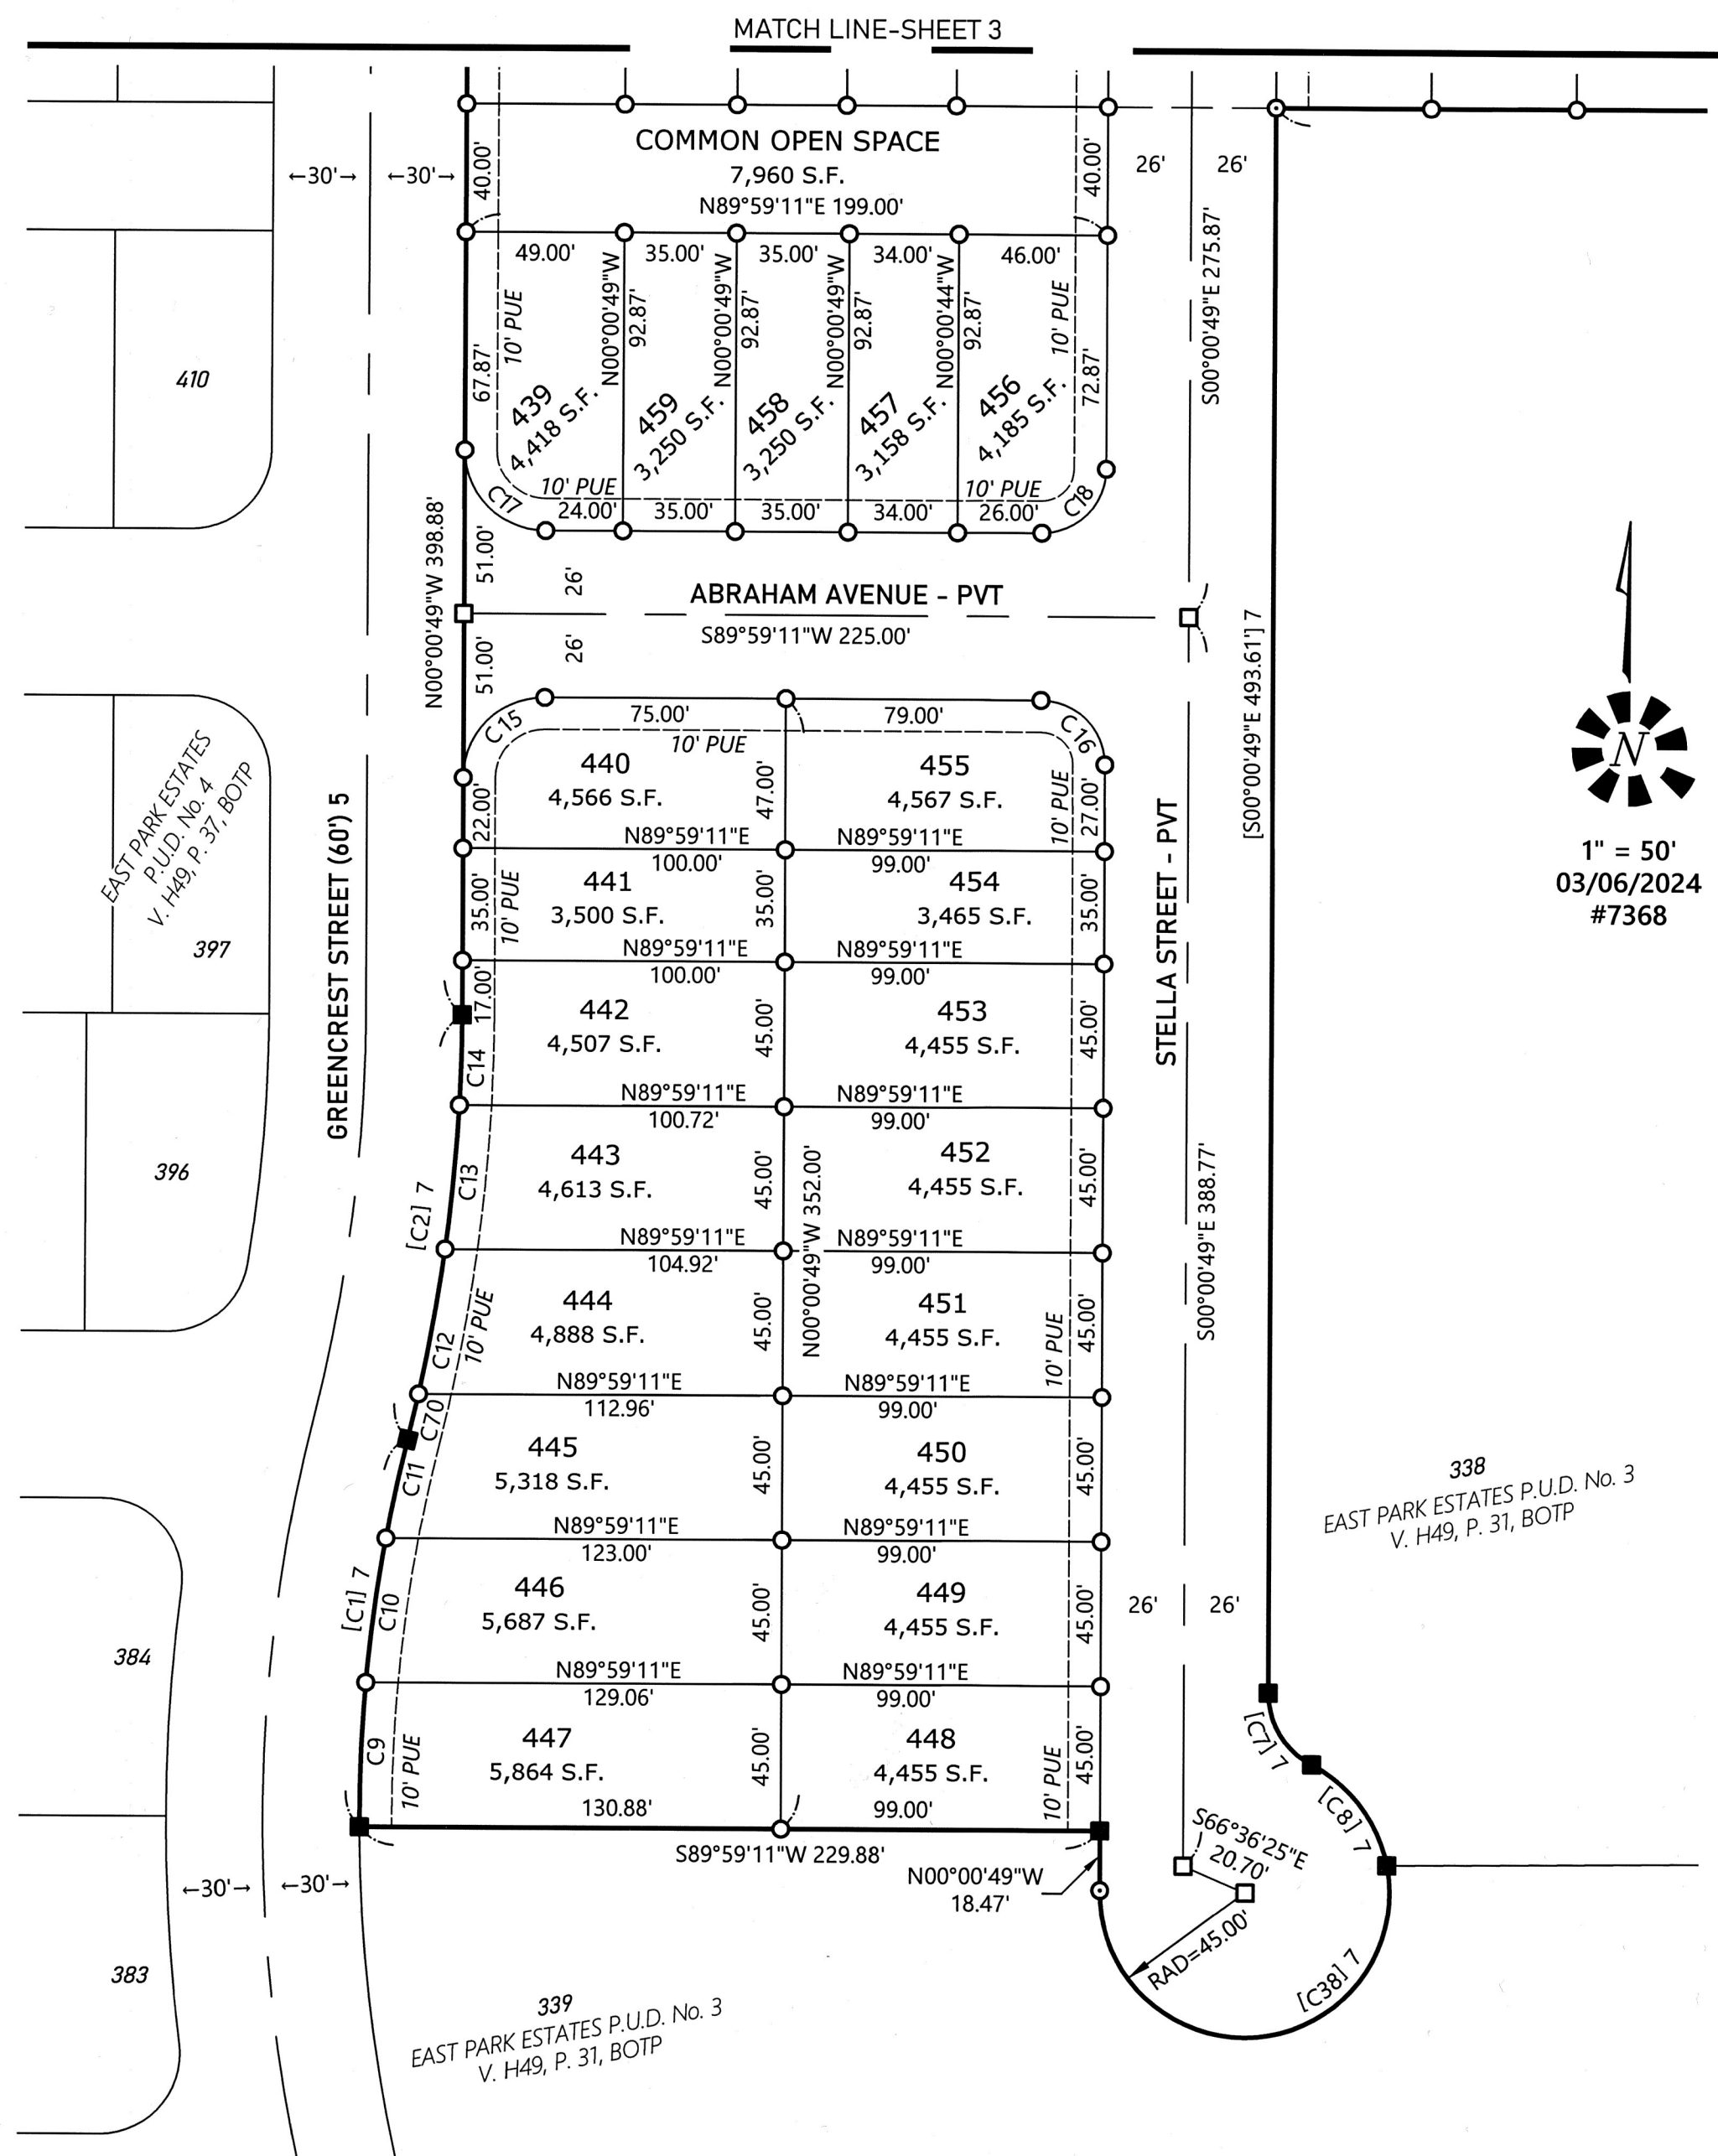 MATCH LINE-SHEET 3
←30'→
←30'→
40.00'
COMMON OPEN SPACE
7,960 S.F.
N89°59'11"E 199.00'
40.00'
26'
26'
49.00'
35.00'
35.00'
34.00'
46.00'
S00°00'49"E 275.87'
410
67.87'
10' PUE
N00°00'49"W
92.87'
N00°00'49"W
92.87'
N00°00'49"W
92.87'
N00°00'44"W
92.87'
10' PUE
72.87'
439
4,418 S.F.
459
3,250 S.F.
458
3,250 S.F.
457
3,158 S.F.
456
4,185 S.F.
C17
10' PUE
10' PUE
C18
24.00'
35.00'
35.00'
34.00'
26.00'
N00°00'49"W 398.88'
51.00'
26'
ABRAHAM AVENUE - PVT
S89°59'11"W 225.00'
51.00'
26'
[S00°00'49"E 493.61'] 7
N
1" = 50'
03/06/2024
#7368
EAST PARK ESTATES
P.U.D. No. 4
V. H49, P. 37, BOTP
397
GREENCREST STREET (60') 5
C15
75.00'
79.00'
C16
10' PUE
440
4,566 S.F.
47.00'
455
4,567 S.F.
10' PUE
27.00'
22.00'
STELLA STREET - PVT
N89°59'11"E
100.00'
N89°59'11"E
99.00'
35.00'
10' PUE
441
3,500 S.F.
35.00'
454
3,465 S.F.
35.00'
N89°59'11"E
100.00'
N89°59'11"E
99.00'
17.00'
C14
442
4,507 S.F.
45.00'
453
4,455 S.F.
45.00'
N89°59'11"E
100.72'
N89°59'11"E
99.00'
396
[C2] 7
C13
443
4,613 S.F.
45.00'
N00°00'49"W 352.00'
452
4,455 S.F.
45.00'
S00°00'49"E 388.77'
N89°59'11"E
104.92'
N89°59'11"E
99.00'
C12
10' PUE
444
4,888 S.F.
45.00'
451
4,455 S.F.
10' PUE
45.00'
N89°59'11"E
112.96'
N89°59'11"E
99.00'
C70
C11
445
5,318 S.F.
45.00'
450
4,455 S.F.
45.00'
338
EAST PARK ESTATES P.U.D. No. 3
V. H49, P. 31, BOTP
N89°59'11"E
123.00'
N89°59'11"E
99.00'
[C1] 7
C10
446
5,687 S.F.
45.00'
449
4,455 S.F.
45.00'
26'
26'
384
N89°59'11"E
129.06'
N89°59'11"E
99.00'
C9
10' PUE
447
5,864 S.F.
45.00'
448
4,455 S.F.
10' PUE
45.00'
[C7] 7
[C8] 7
130.88'
99.00'
S89°59'11"W 229.88'
S66°36'25"E
20.70'
N00°00'49"W
18.47'
←30'→
←30'→
RAD=45.00'
[C38] 7
383
339
EAST PARK ESTATES P.U.D. No. 3
V. H49, P. 31, BOTP